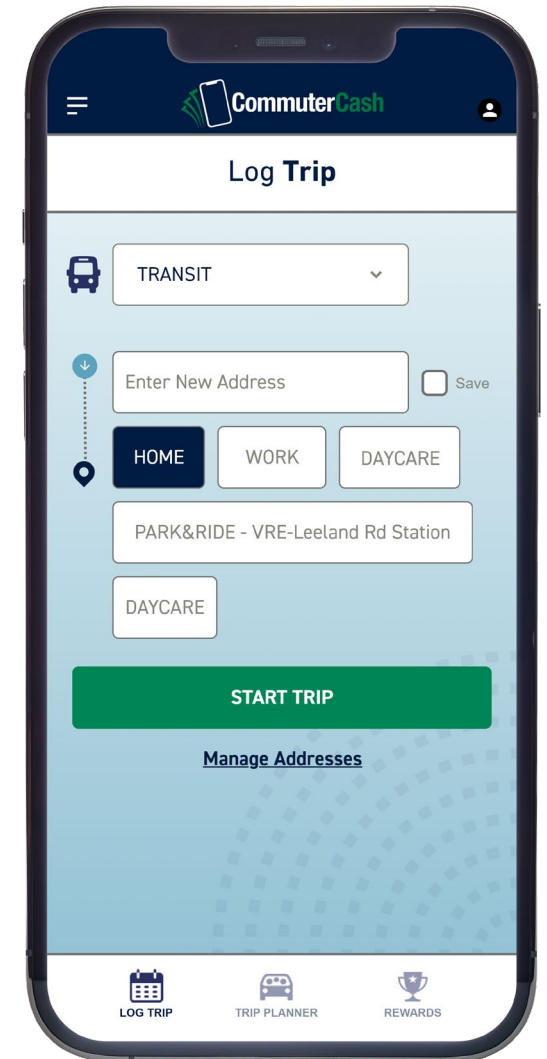 CommuterCash
Log Trip
TRANSIT
Enter New Address
Save
HOME WORK DAYCARE
PARK&RIDE - VRE-Leeland Rd Station
DAYCARE
START TRIP
Manage Addresses
LOG TRIP TRIP PLANNER REWARDS